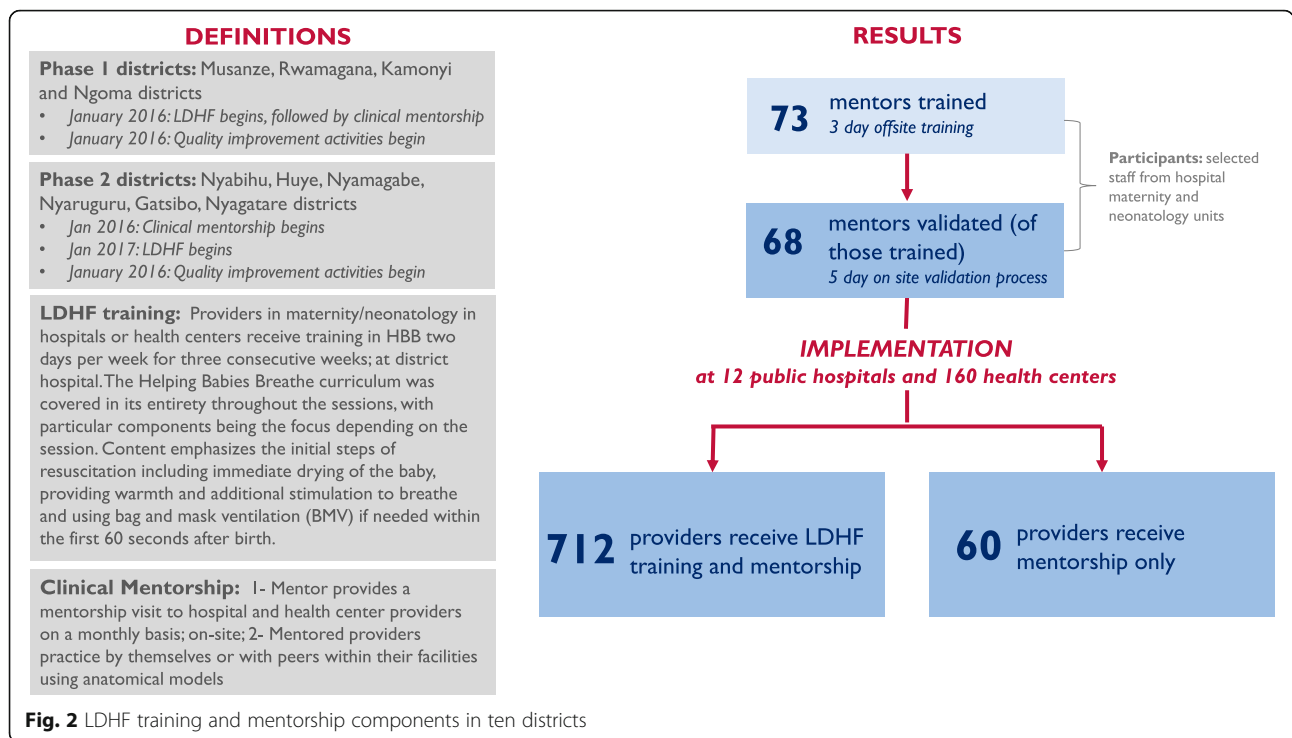 DEFINITIONS
Phase 1 districts: Musanze, Rwamagana, Kamonyi
and Ngoma districts
• January 2016: LDHF begins, followed by clinical mentorship
• January 2016: Quality improvement activities begin
Phase 2 districts: Nyabihu, Huye, Nyamagabe,
Nyaruguru, Gatsibo, Nyagatare districts
• Jan 2016: Clinical mentorship begins
• Jan 2017: LDHF begins
• January 2016: Quality improvement activities begin
LDHF training: Providers in maternity/neonatology in
hospitals or health centers receive training in HBB two
days per week for three consecutive weeks; at district
hospital. The Helping Babies Breathe curriculum was
covered in its entirety throughout the sessions, with
particular components being the focus depending on the
session. Content emphasizes the initial steps of
resuscitation including immediate drying of the baby,
providing warmth and additional stimulation to breathe
and using bag and mask ventilation (BMV) if needed within
the first 60 seconds after birth.
Clinical Mentorship: 1- Mentor provides a
mentorship visit to hospital and health center providers
on a monthly basis; on-site; 2- Mentored providers
practice by themselves or with peers within their facilities
using anatomical models
RESULTS
73 mentors trained
3 day offsite training
68 mentors validated (of
those trained)
5 day on site validation process
Participants: selected
staff from hospital
maternity and
neonatology units
IMPLEMENTATION
at 12 public hospitals and 160 health centers
712 providers receive LDHF
training and mentorship
60 providers receive
mentorship only
Fig. 2 LDHF training and mentorship components in ten districts